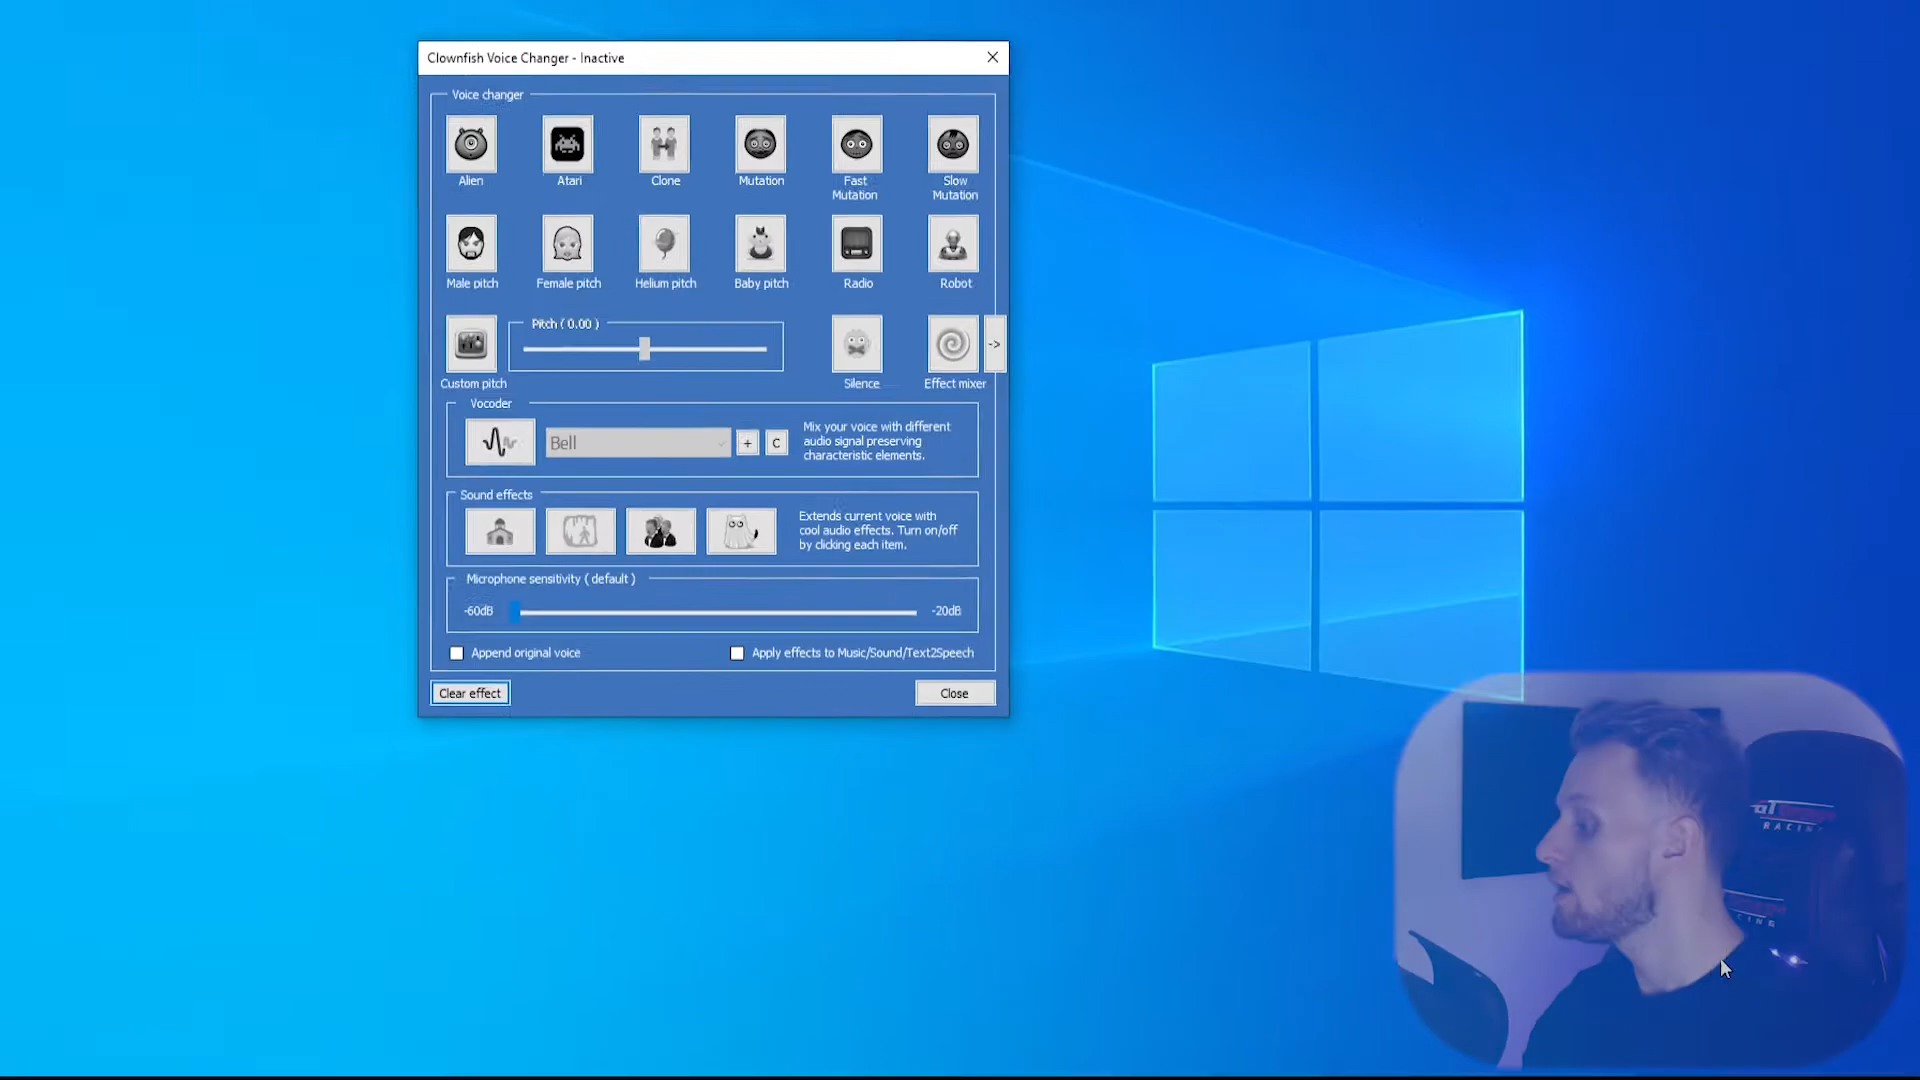 Clownfish Voice Changer - Inactive
Voice changer
Alien
Atari
Clone
Mutation
Fast
Mutation
Slow
Mutation
Male pitch
Female pitch
Helium pitch
Baby pitch
Radio
Robot
Pitch ( 0.00 )
->
Custom pitch
Silence
Effect mixer
Vocoder
Bell
+
C
Mix your voice with different
audio signal preserving
characteristic elements.
Sound effects
Extends current voice with
cool audio effects. Turn on/off
by clicking each item.
Microphone sensitivity ( default )
-60dB
-20dB
Append original voice
Apply effects to Music/Sound/Text2Speech
Clear effect
Close
GT
RACING